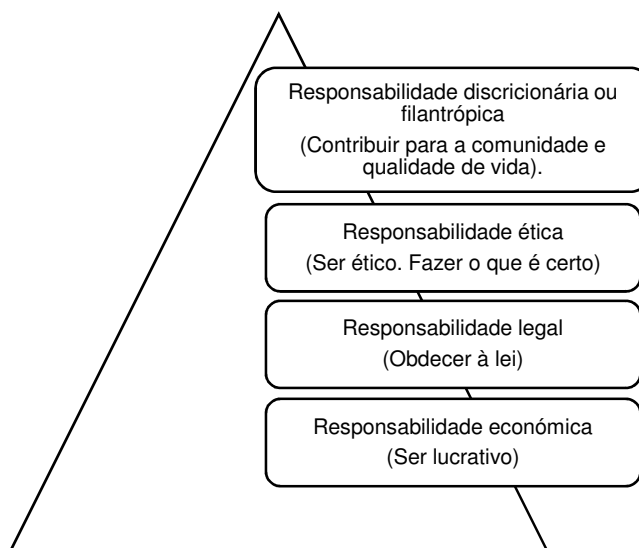 Responsabilidade discricionária ou
filantrópica
(Contribuir para a comunidade e
qualidade de vida).
Responsabilidade ética
(Ser ético. Fazer o que é certo)
Responsabilidade legal
(Obdecer à lei)
Responsabilidade económica
(Ser lucrativo)